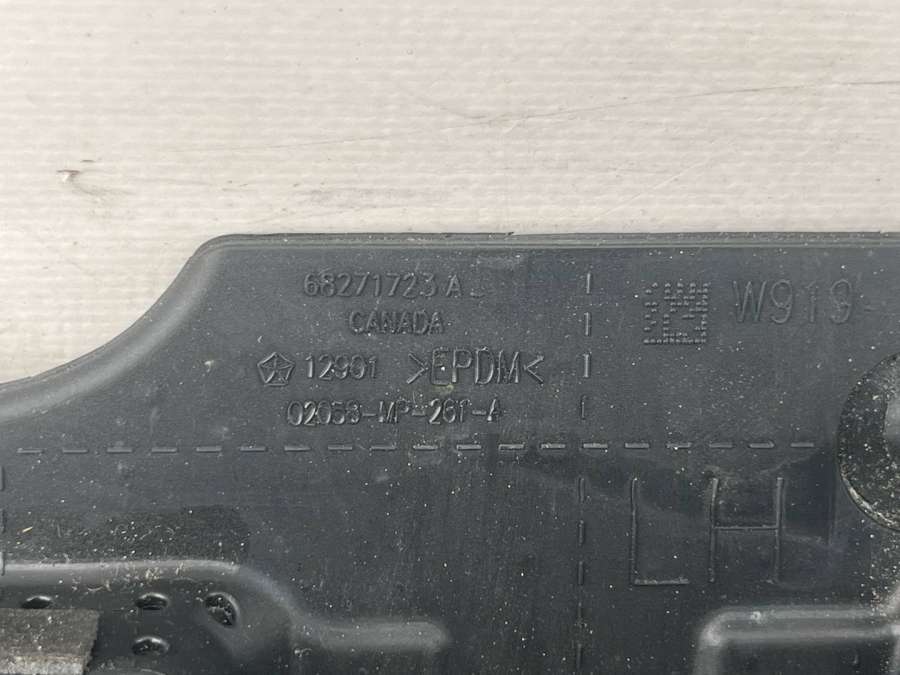 68271723 A
CANADA
12901 >EPDM<
W919
LH